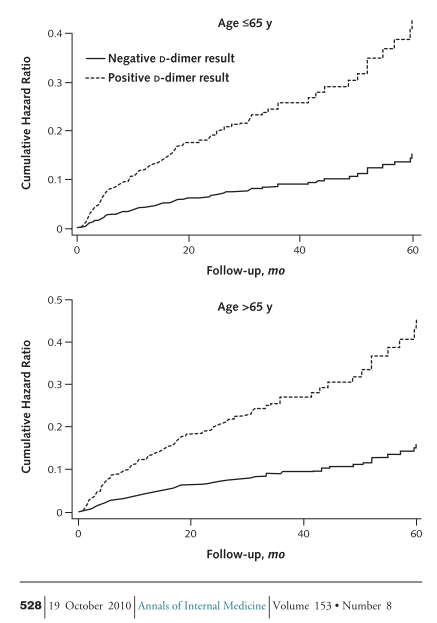 Age ≤65 y
0.4
Negative D-dimer result
Positive D-dimer result
0.3
Cumulative Hazard Ratio
0.2
0.1
0
0 20 40 60
Follow-up, mo
0.5
Age >65 y
0.4
0.3
Cumulative Hazard Ratio
0.2
0.1
0
0 20 40 60
Follow-up, mo
528 | 19 October 2010 | Annals of Internal Medicine | Volume 153 • Number 8